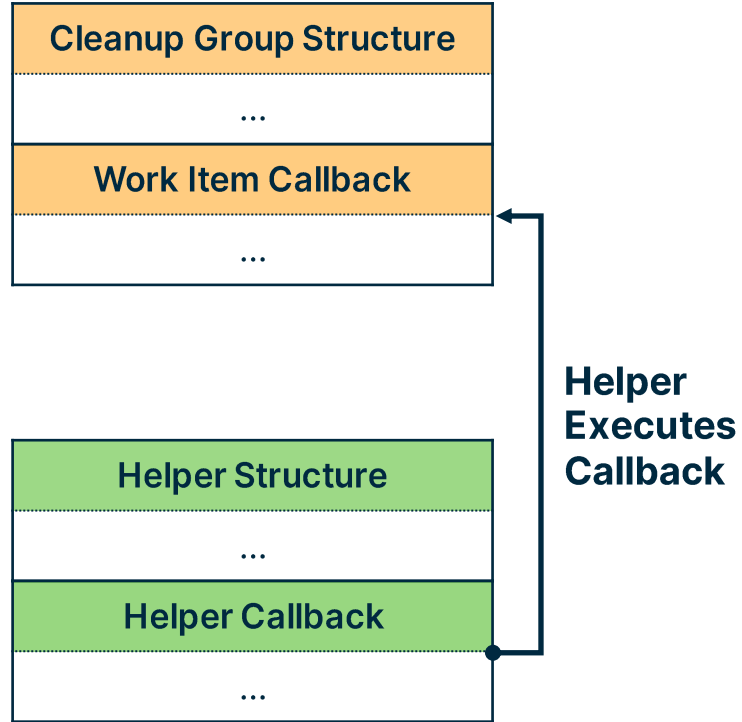 Cleanup Group Structure
...
Work Item Callback
...
Helper
Executes
Callback
Helper Structure
...
Helper Callback
...